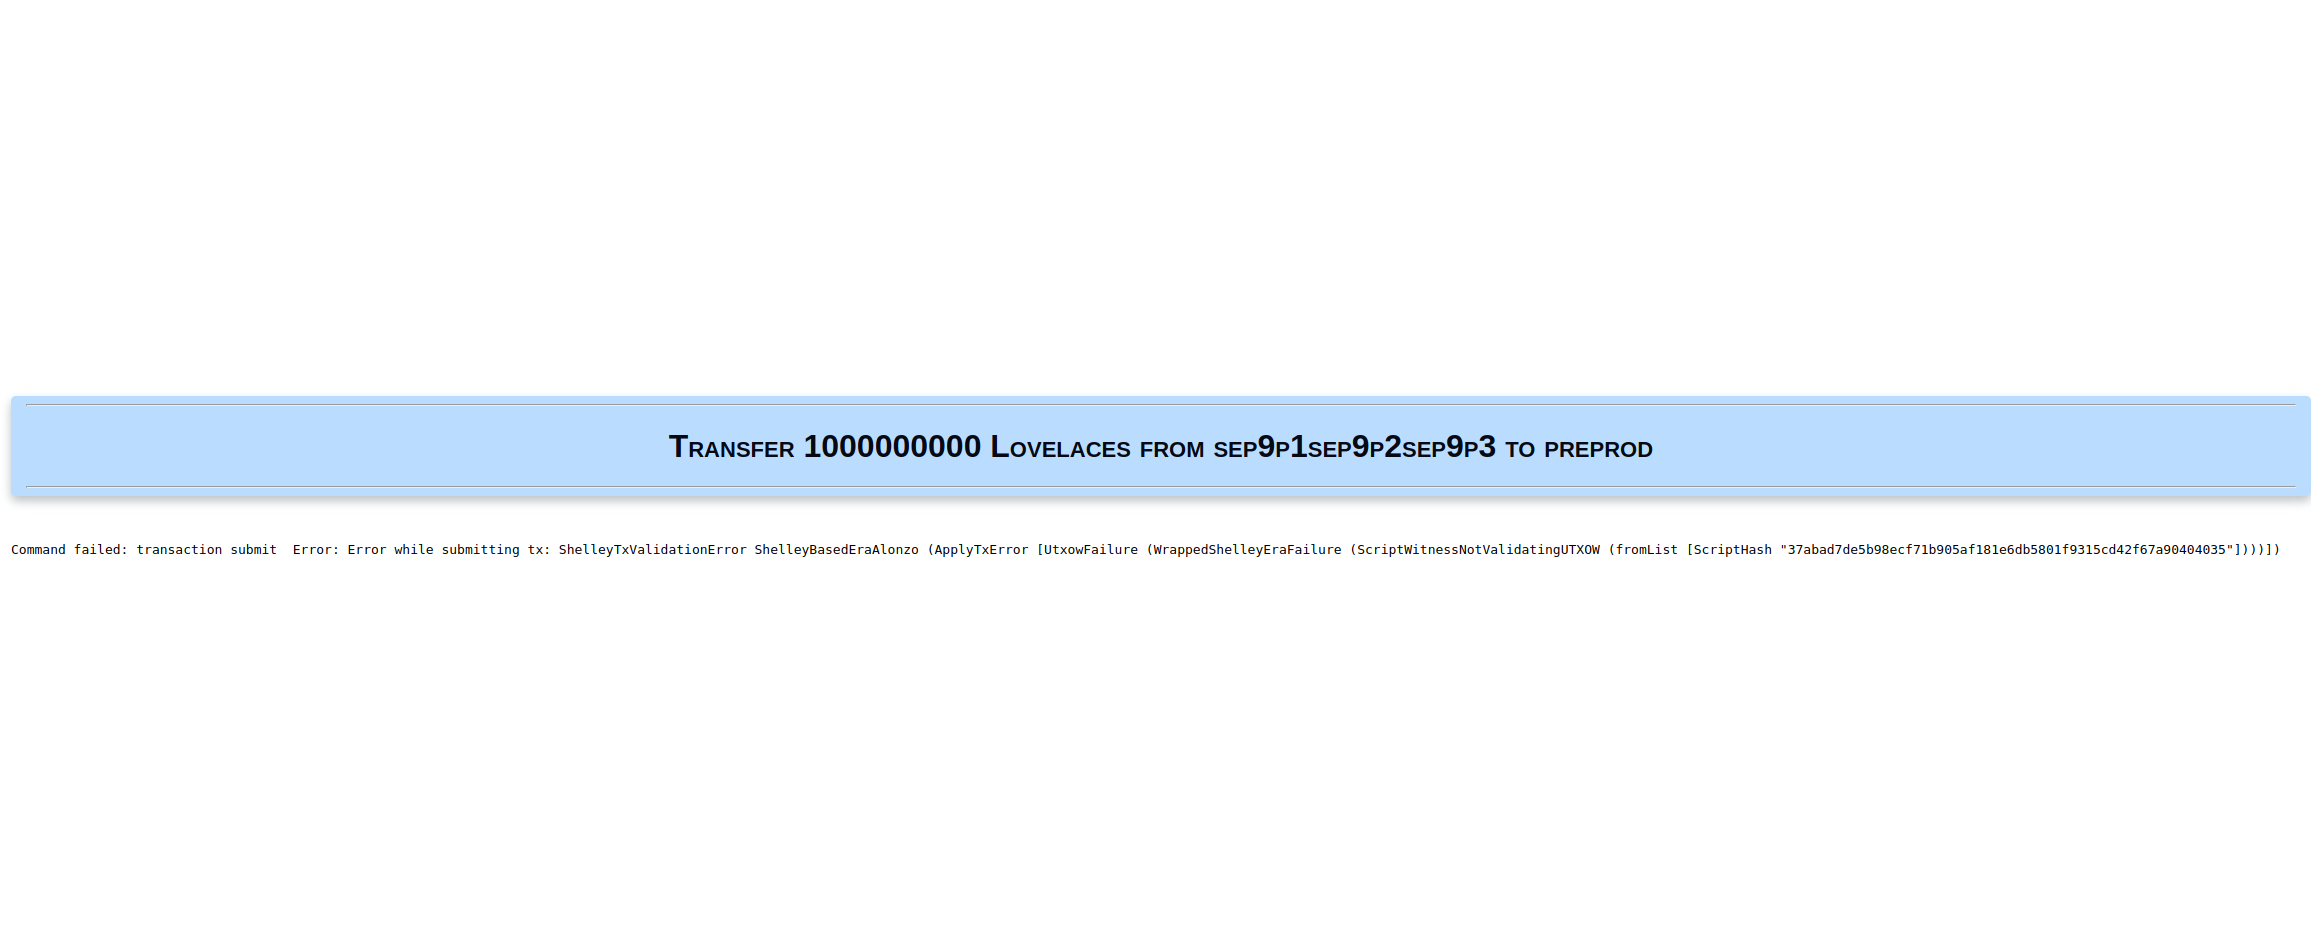 Transfer 1000000000 Lovelaces from sep9p1sep9p2sep9p3 to preprod
Command failed: transaction submit  Error: Error while submitting tx: ShelleyTxValidationError ShelleyBasedEraAlonzo (ApplyTxError [UtxowFailure (WrappedShelleyEraFailure (ScriptWitnessNotValidatingUTXOW (fromList [ScriptHash "37abad7de5b98ecf71b905af181e6db5801f9315cd42f67a90404035"])))])